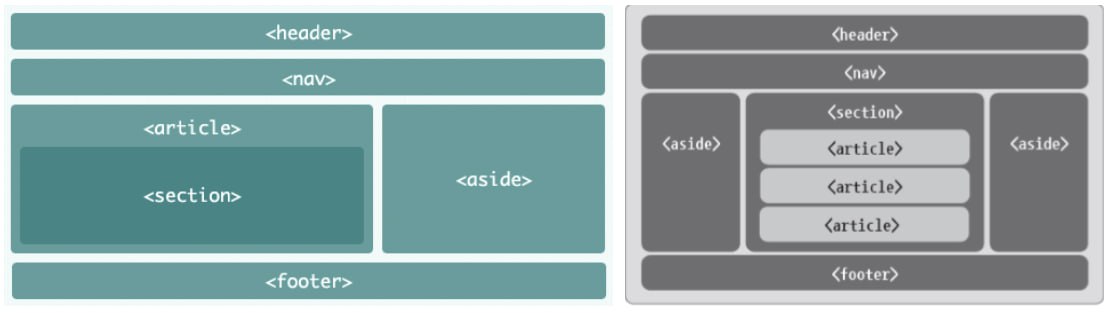 <header>
<nav>
<article>
<section>
<aside>
<footer>
<header>
<nav>
<aside>
<section>
<article>
<article>
<article>
<aside>
<footer>